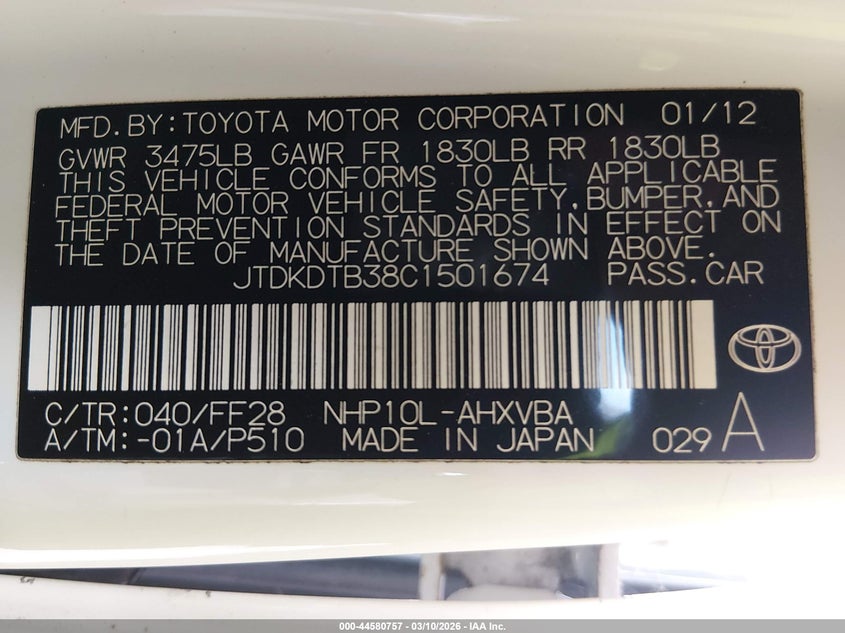 MFD.BY:TOYOTA MOTOR CORPORATION 01/12
GVWR 3475LB GAWR FR 1830LB RR 1830LB
THIS VEHICLE CONFORMS TO ALL APPLICABLE
FEDERAL MOTOR VEHICLE SAFETY,BUMPER,AND
THEFT PREVENTION STANDARDS IN EFFECT ON
THE DATE OF MANUFACTURE SHOWN ABOVE.
JTDKDTB38C1501674 PASS.CAR
C/TR:040/FF28 NHP10L-AHXVBA
A/TM:-01A/P510 MADE IN JAPAN 029 A
000-44580757 - 03/10/2026 - IAA Inc.